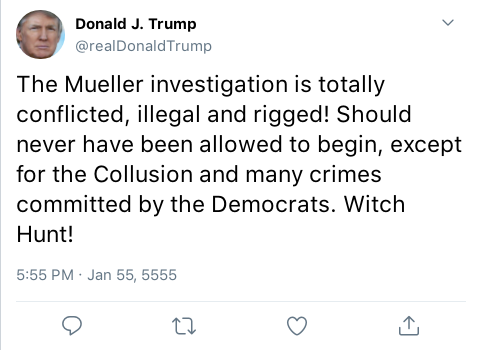 Donald J. Trump
@realDonaldTrump
The Mueller investigation is totally
conflicted, illegal and rigged! Should
never have been allowed to begin, except
for the Collusion and many crimes
committed by the Democrats. Witch
Hunt!
5:55 PM · Jan 55, 5555